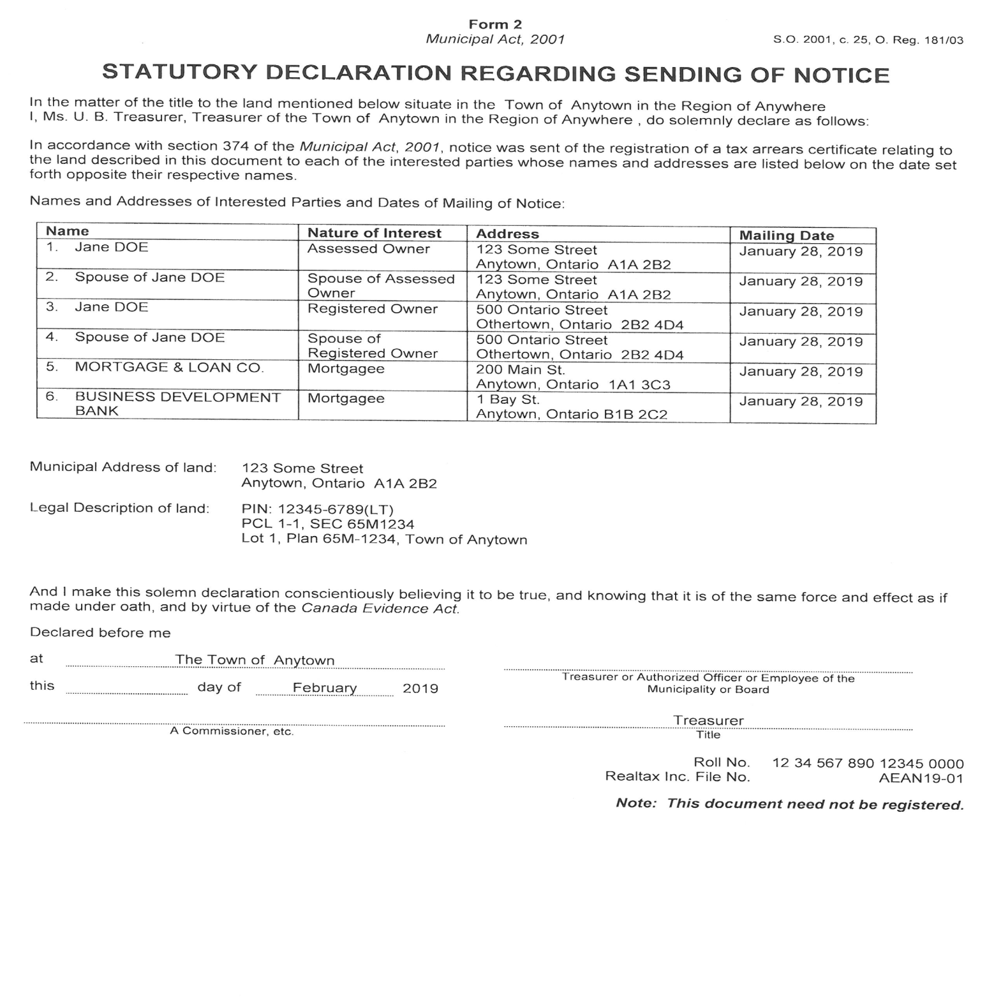 Form 2
Municipal Act, 2001
S.O. 2001, c. 25, O. Reg. 181/03
STATUTORY DECLARATION REGARDING SENDING OF NOTICE
In the matter of the title to the land mentioned below situate in the Town of Anytown in the Region of Anywhere
I, Ms. U. B. Treasurer, Treasurer of the Town of Anytown in the Region of Anywhere , do solemnly declare as follows:
In accordance with section 374 of the Municipal Act, 2001, notice was sent of the registration of a tax arrears certificate relating to
the land described in this document to each of the interested parties whose names and addresses are listed below on the date set
forth opposite their respective names.
Names and Addresses of Interested Parties and Dates of Mailing of Notice:
Name Nature of Interest Address Mailing Date
1. Jane DOE Assessed Owner 123 Some Street January 28, 2019
Anytown, Ontario A1A 2B2
2. Spouse of Jane DOE Spouse of Assessed 123 Some Street January 28, 2019
Owner Anytown, Ontario A1A 2B2
3. Jane DOE Registered Owner 500 Ontario Street January 28, 2019
Othertown, Ontario 2B2 4D4
4. Spouse of Jane DOE Spouse of 500 Ontario Street January 28, 2019
Registered Owner Othertown, Ontario 2B2 4D4
5. MORTGAGE & LOAN CO. Mortgagee 200 Main St. January 28, 2019
Anytown, Ontario 1A1 3C3
6. BUSINESS DEVELOPMENT Mortgagee 1 Bay St. January 28, 2019
BANK Anytown, Ontario B1B 2C2
Municipal Address of land: 123 Some Street
Anytown, Ontario A1A 2B2
Legal Description of land: PIN: 12345-6789(LT)
PCL 1-1, SEC 65M1234
Lot 1, Plan 65M-1234, Town of Anytown
And I make this solemn declaration conscientiously believing it to be true, and knowing that it is of the same force and effect as if
made under oath, and by virtue of the Canada Evidence Act.
Declared before me
at The Town of Anytown
Treasurer or Authorized Officer or Employee of the
Municipality or Board
this day of February 2019
A Commissioner, etc.
Treasurer
Title
Roll No. 12 34 567 890 12345 0000
Realtax Inc. File No. AEAN19-01
Note: This document need not be registered.